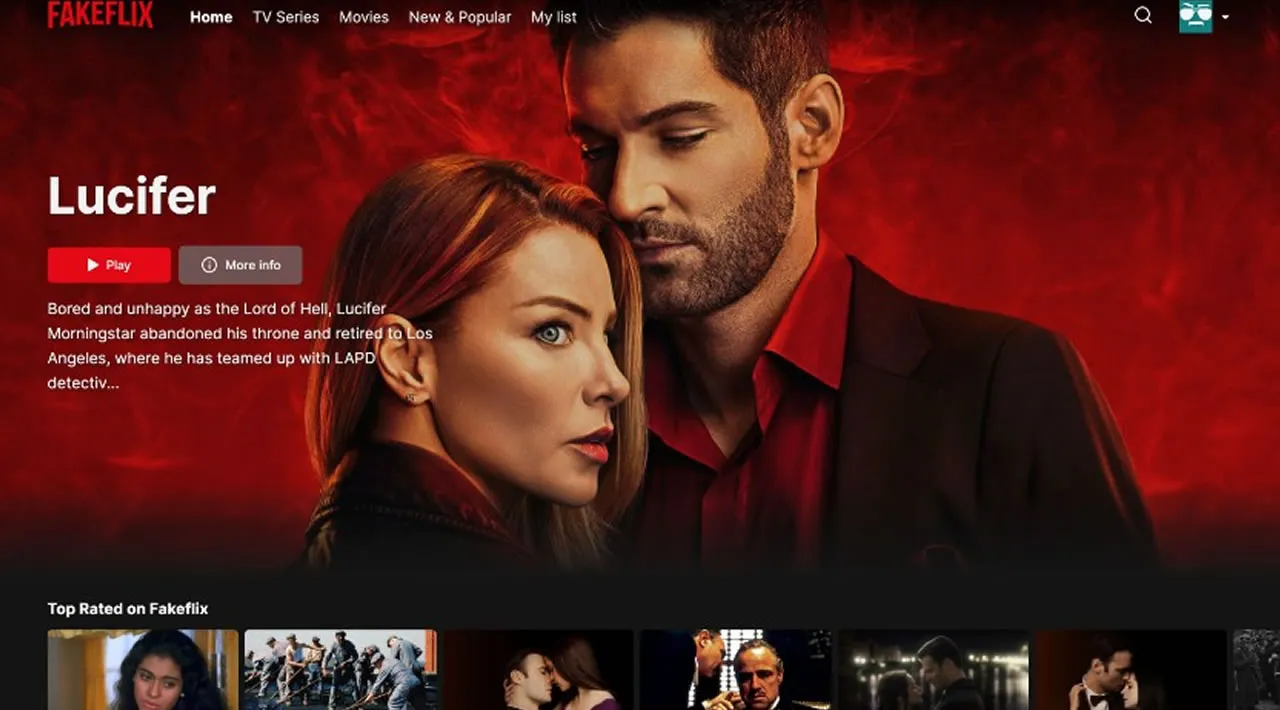 FAKEFLIX Home TV Series Movies New & Popular My list
Lucifer
Play More info
Bored and unhappy as the Lord of Hell, Lucifer
Morningstar abandoned his throne and retired to Los
Angeles, where he has teamed up with LAPD
detectiv...
Top Rated on Fakeflix